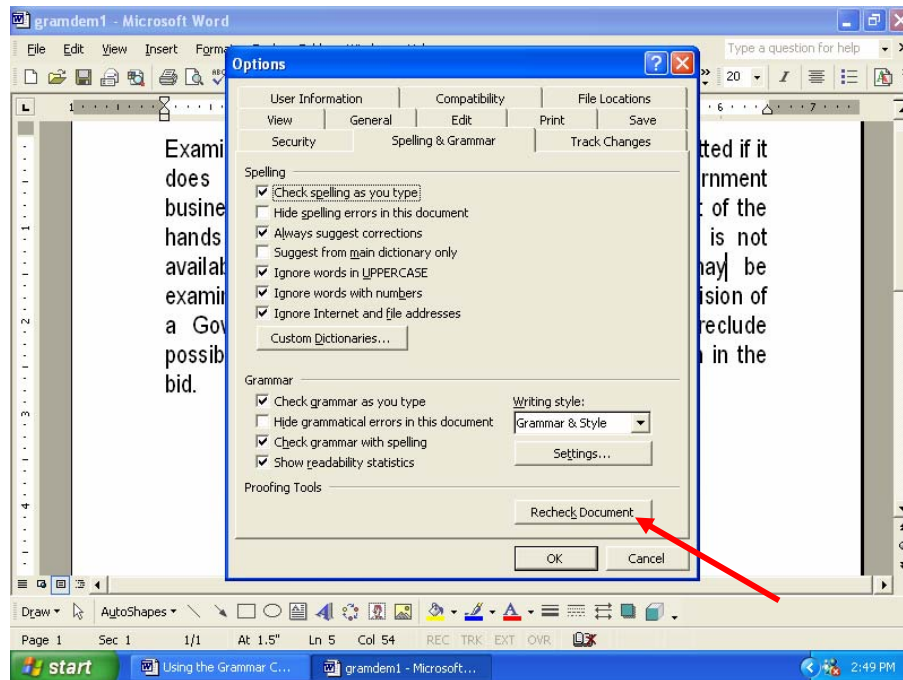 gramdem1 - Microsoft Word
File Edit View Insert
Type a question for help
20
Options
User Information Compatibility File Locations
View General Edit Print Save
Security Spelling & Grammar Track Changes
Spelling
Check spelling as you type
Hide spelling errors in this document
Always suggest corrections
Suggest from main dictionary only
Ignore words in UPPERCASE
Ignore words with numbers
Ignore Internet and file addresses
Custom Dictionaries...
Grammar
Check grammar as you type Writing style:
Hide grammatical errors in this document Grammar & Style
Check grammar with spelling
Show readability statistics Settings...
Proofing Tools
Recheck Document
OK Cancel
Exami tted if it
does rnment
busine of the
hands is not
availab may be
examin ision of
a Gov reclude
possib in the
bid.
Draw AutoShapes
Page 1 Sec 1 1/1 At 1.5" Ln 5 Col 54 REC TRK EXT OVR
start Using the Grammar C... gramdem1 - Microsoft... 2:49 PM